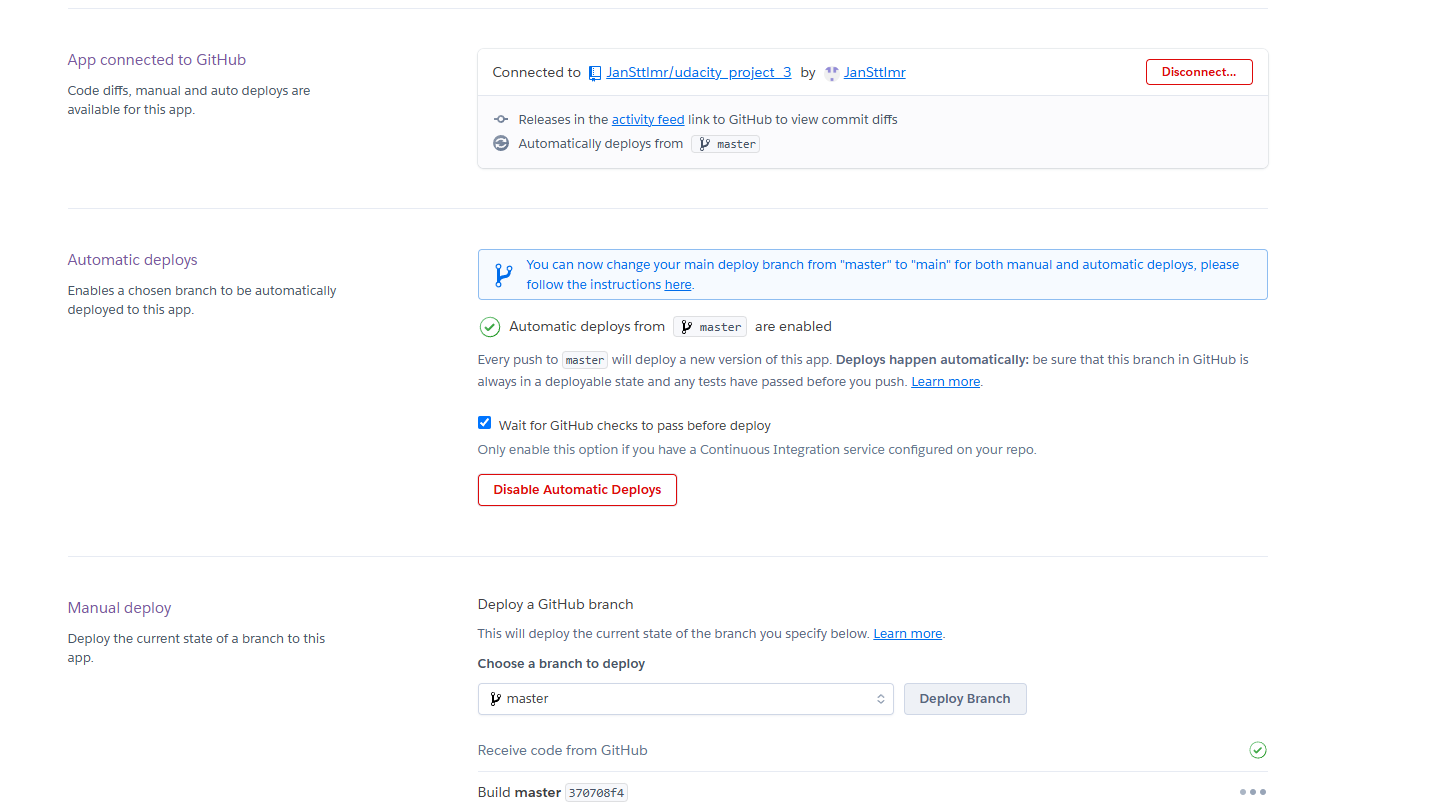 App connected to GitHub
Code diffs, manual and auto deploys are
available for this app.
Connected to JanSttlmr/udacity_project_3 by JanSttlmr
Disconnect...
Releases in the activity feed link to GitHub to view commit diffs
Automatically deploys from master
Automatic deploys
Enables a chosen branch to be automatically
deployed to this app.
You can now change your main deploy branch from "master" to "main" for both manual and automatic deploys, please
follow the instructions here.
Automatic deploys from master are enabled
Every push to master will deploy a new version of this app. Deploys happen automatically: be sure that this branch in GitHub is
always in a deployable state and any tests have passed before you push. Learn more.
Wait for GitHub checks to pass before deploy
Only enable this option if you have a Continuous Integration service configured on your repo.
Disable Automatic Deploys
Manual deploy
Deploy the current state of a branch to this
app.
Deploy a GitHub branch
This will deploy the current state of the branch you specify below. Learn more.
Choose a branch to deploy
master
Deploy Branch
Receive code from GitHub
Build master 370708f4